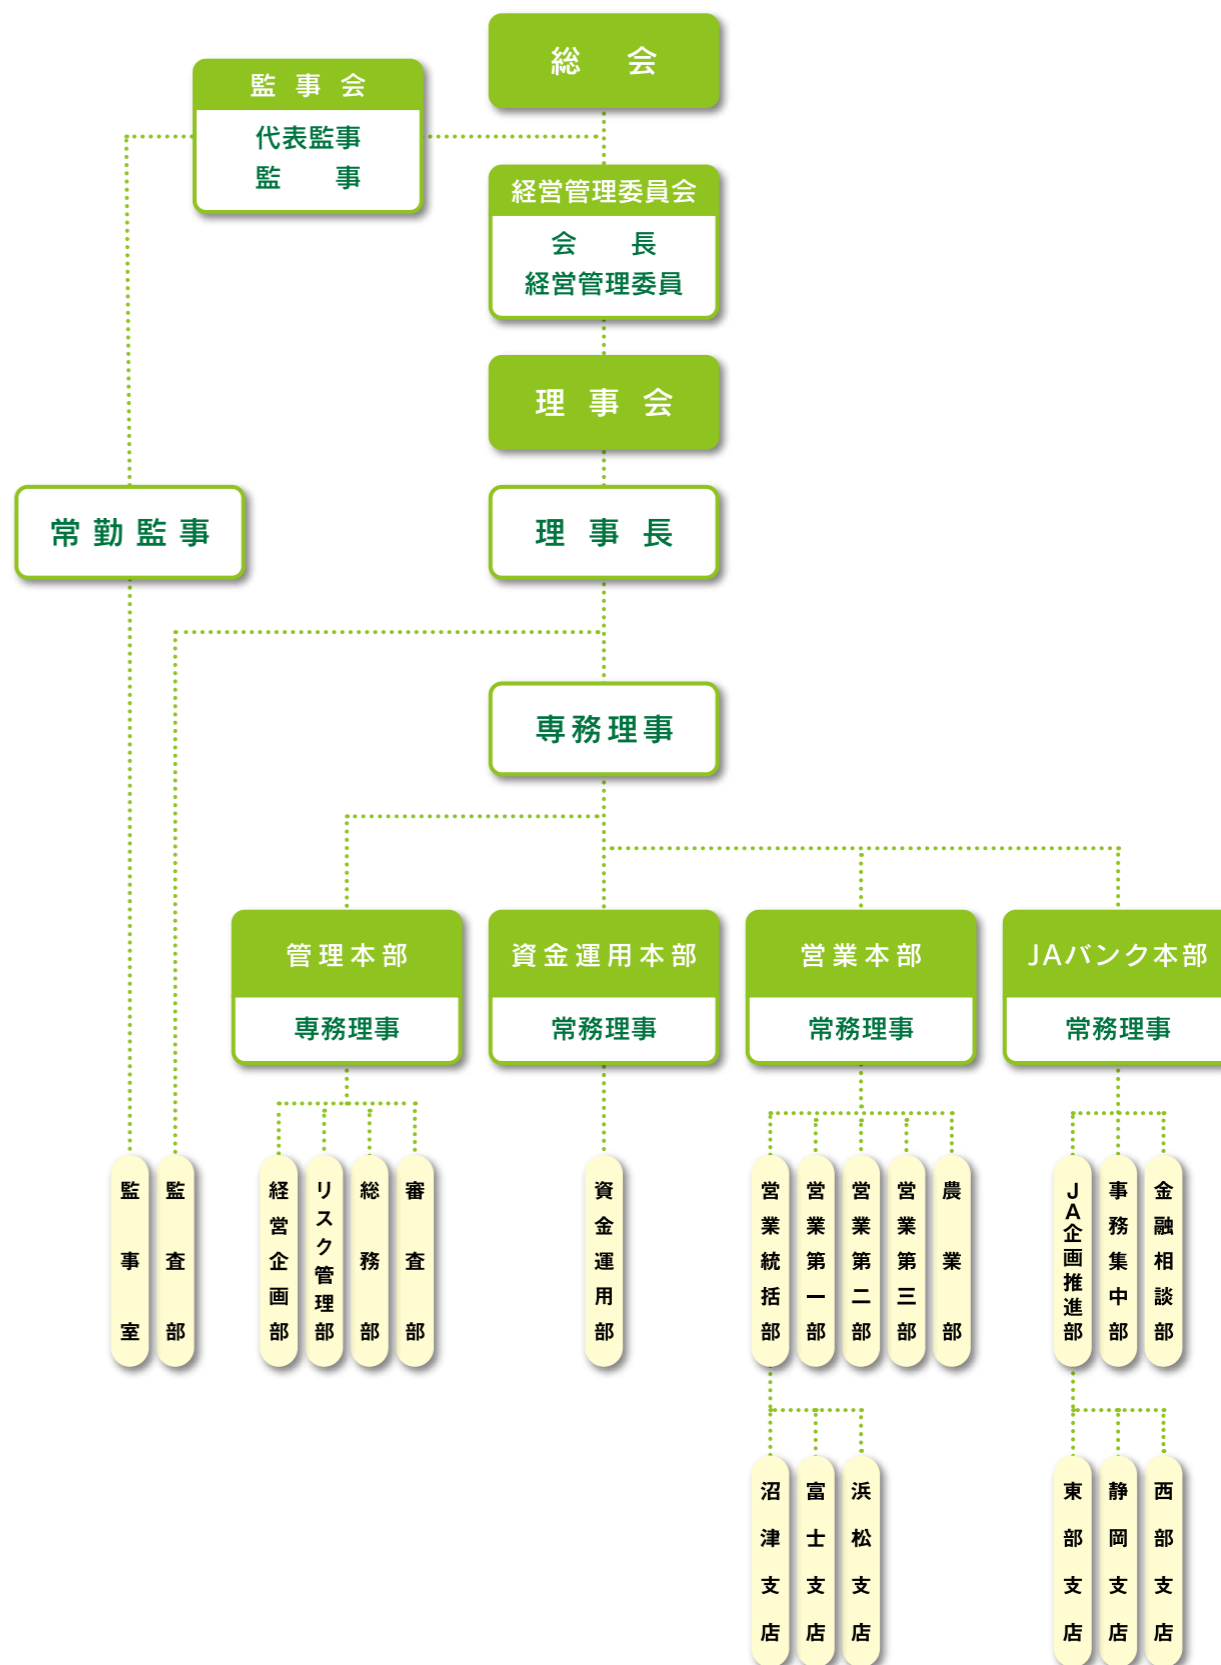 総　会
監事会
代表監事
監　　事
経営管理委員会
会　　長
経営管理委員
理事会
常勤監事
理事長
専務理事
管理本部
専務理事
資金運用本部
常務理事
営業本部
常務理事
JAバンク本部
常務理事
監事室
監査部
経営企画部
リスク管理部
総務部
審査部
資金運用部
営業統括部
営業第一部
営業第二部
営業第三部
農業部
JA企画推進部
事務集中部
金融相談部
沼津支店
富士支店
浜松支店
東部支店
静岡支店
西部支店